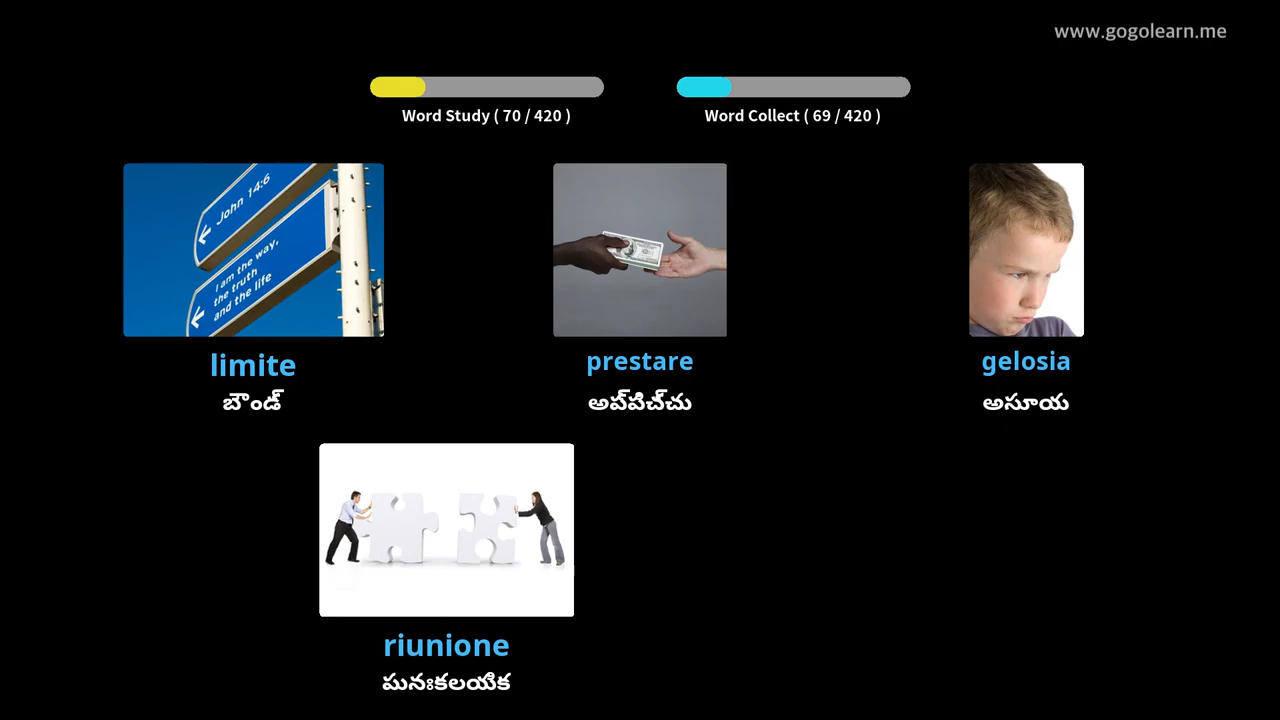 www.gogolearn.me
Word Study ( 70 / 420 )
Word Collect ( 69 / 420 )
John 14:6
I am the way,
the truth
and the life
limite
బౌండ్
prestare
అప్పిచ్చు
gelosia
అసూయ
riunione
పునఃకలయిక